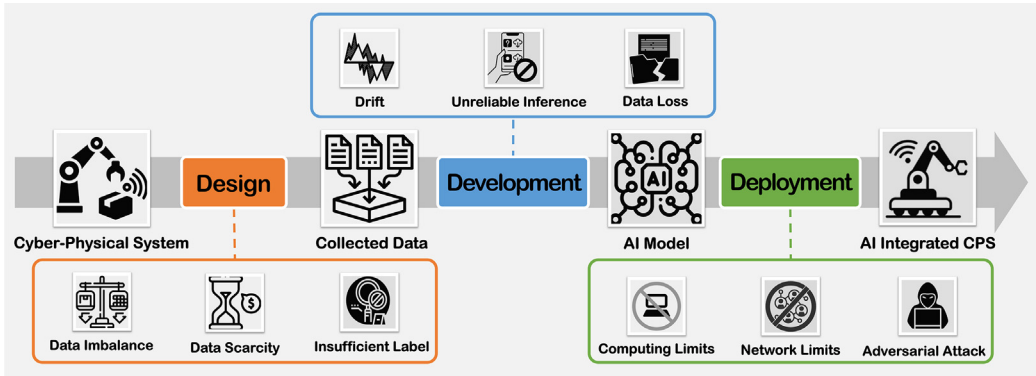 Drift
Unreliable Inference
Data Loss
Design
Development
AI
Deployment
Cyber-Physical System
Collected Data
AI Model
AI Integrated CPS
Data Imbalance
Data Scarcity
Insufficient Label
Computing Limits
Network Limits
Adversarial Attack